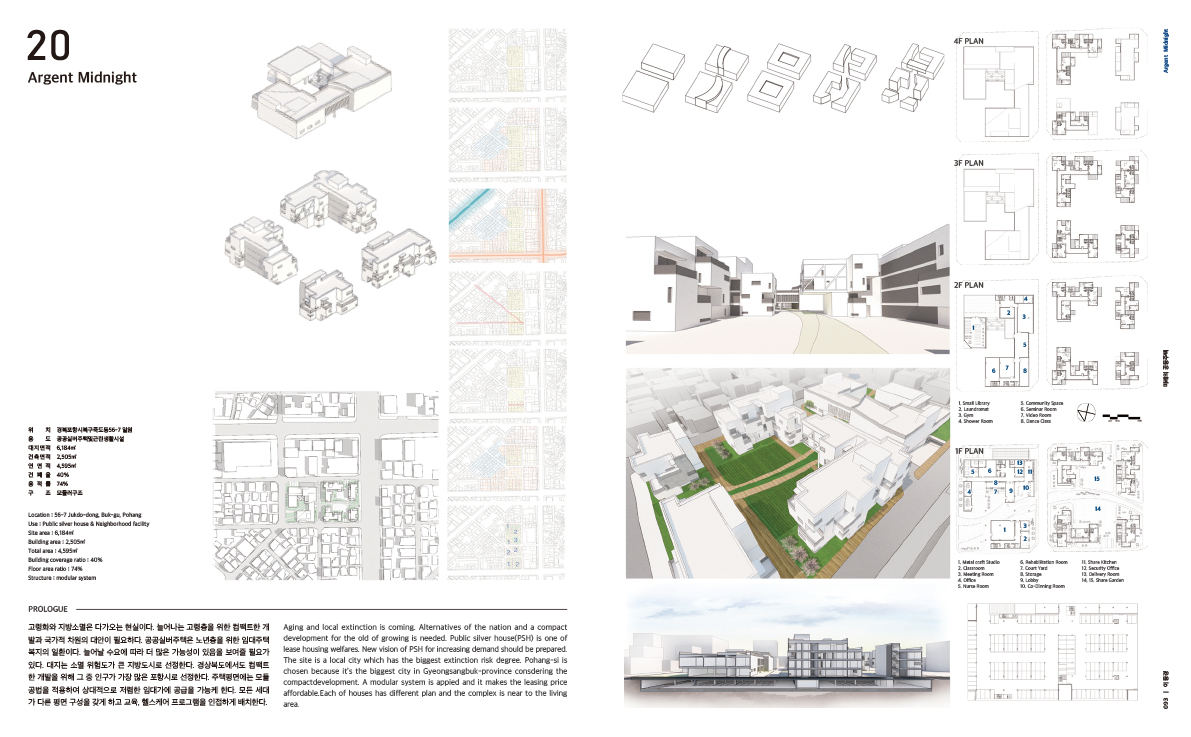 20
Argent Midnight
위 치 경북포항시북구죽도동56-7 일원
용 도 공공실버주택및근린생활시설
대지면적 6,184㎡
건축면적 2,505㎡
연 면 적 4,595㎡
건 폐 율 40%
용 적 률 74%
구 조 모듈러구조
Location : 56-7 Jukdo-dong, Buk-gu, Pohang
Use : Public silver house & Neighborhood facility
Site area : 6,184㎡
Building area : 2,505㎡
Total area : 4,595㎡
Building coverage ratio : 40%
Floor area ratio : 74%
Structure : modular system
PROLOGUE
고령화와 지방소멸은 다가오는 현실이다. 늘어나는 고령층을 위한 컴팩트한 개
발과 국가적 차원의 대안이 필요하다. 공공실버주택은 노년층을 위한 임대주택
복지의 일환이다. 늘어날 수요에 따라 더 많은 가능성이 있음을 보여줄 필요가
있다. 대지는 소멸 위험도가 큰 지방도시로 선정한다. 경상북도에서도 컴팩트
한 개발을 위해 그 중 인구가 가장 많은 포항시로 선정한다. 주택평면에는 모듈
공법을 적용하여 상대적으로 저렴한 임대가에 공급을 가능케 한다. 모든 세대
가 다른 평면 구성을 갖게 하고 교육, 헬스케어 프로그램을 인접하게 배치한다.
Aging and local extinction is coming. Alternatives of the nation and a compact
development for the old of growing is needed. Public silver house(PSH) is one of
lease housing welfares. New vision of PSH for increasing demand should be prepared.
The site is a local city which has the biggest extinction risk degree. Pohang-si is
chosen because it's the biggest city in Gyeongsangbuk-province consdering the
compactdevelopment. A modular system is appied and it makes the leasing price
affordable.Each of houses has different plan and the complex is near to the living
area.
4F PLAN
3F PLAN
2F PLAN
1
2
3
4
5
6
7
8
1. Small Library
2. Laundromat
3. Gym
4. Shower Room
5. Community Space
6. Seminar Room
7. Video Room
8. Dance Class
1F PLAN
1
2
3
4
5
6
7
8
9
10
11
12
13
14
15
1. Metal craft Studio
2. Classroom
3. Meeting Room
4. Office
5. Nurse Room
6. Rehabilitation Room
7. Court Yard
8. Storage
9. Lobby
10. Co-Dinning Room
11. Share Kitchen
12. Security Office
13. Delivery Room
14, 15. Share Garden
Argent Midnight
093